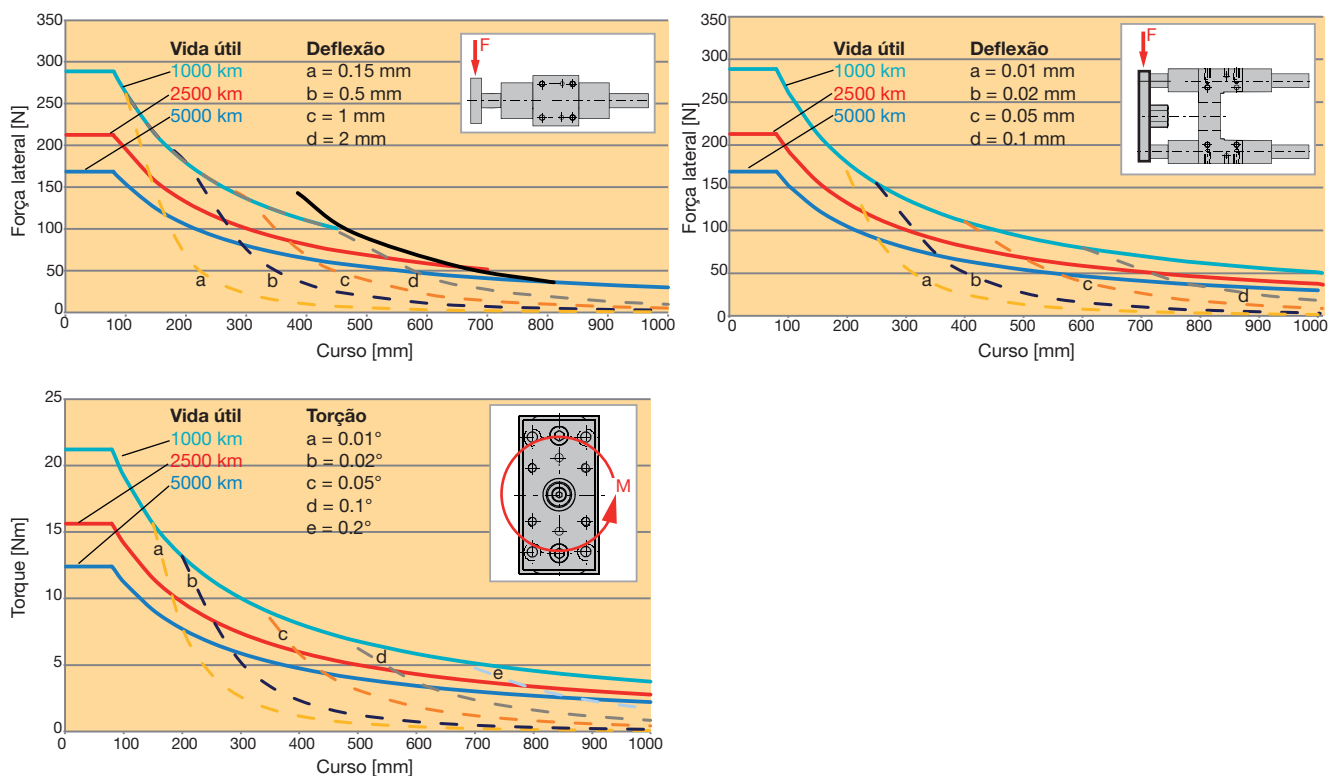 350
300
250
200
150
100
50
0
Força lateral [N]
Vida útil
1000 km
2500 km
5000 km
Deflexão
a = 0.15 mm
b = 0.5 mm
c = 1 mm
d = 2 mm
F
a
b
c
d
0 100 200 300 400 500 600 700 800 900 1000
Curso [mm]
350
300
250
200
150
100
50
0
Força lateral [N]
Vida útil
1000 km
2500 km
5000 km
Deflexão
a = 0.01 mm
b = 0.02 mm
c = 0.05 mm
d = 0.1 mm
F
a
b
c
d
0 100 200 300 400 500 600 700 800 900 1000
Curso [mm]
25
20
15
10
5
0
Torque [Nm]
Vida útil
1000 km
2500 km
5000 km
Torção
a = 0.01°
b = 0.02°
c = 0.05°
d = 0.1°
e = 0.2°
M
a
b
c
d
e
0 100 200 300 400 500 600 700 800 900 1000
Curso [mm]